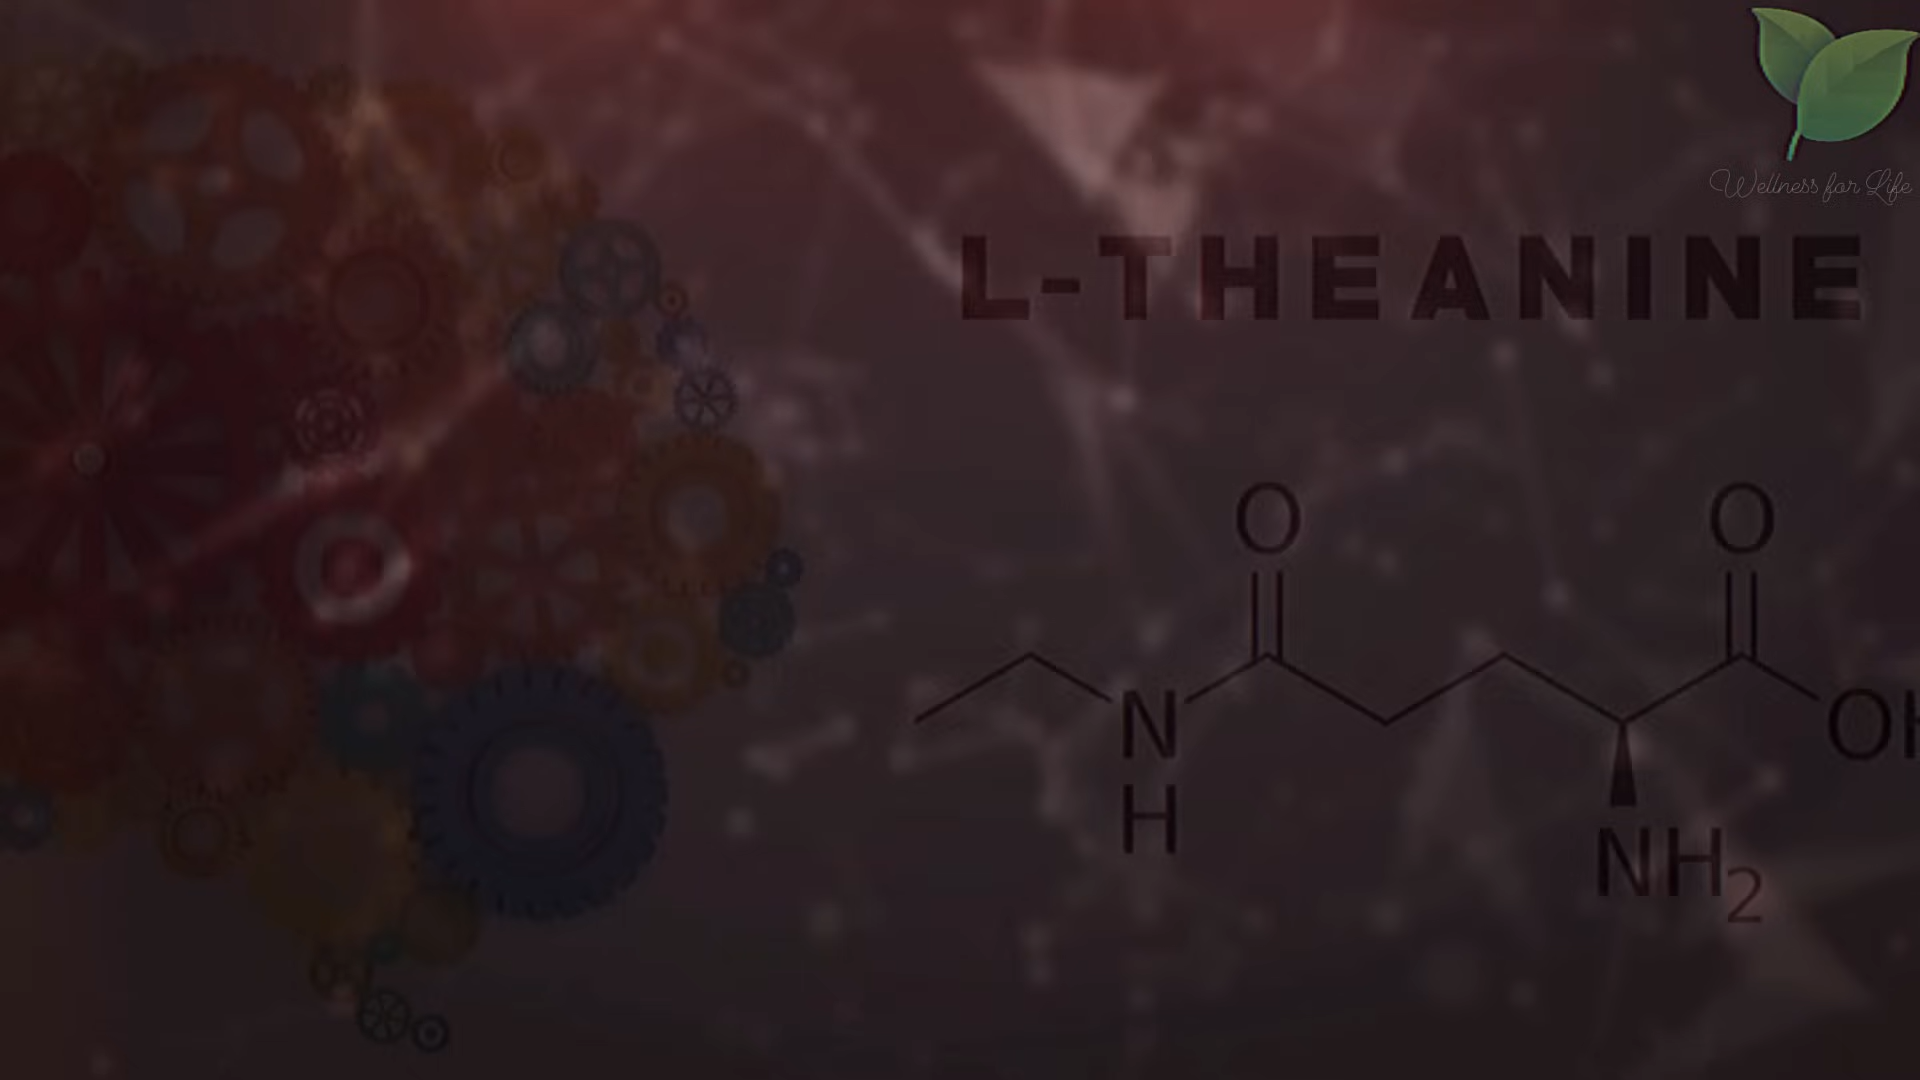 Wellness for Life
L-THEANINE
O O
N OH
H
NH2